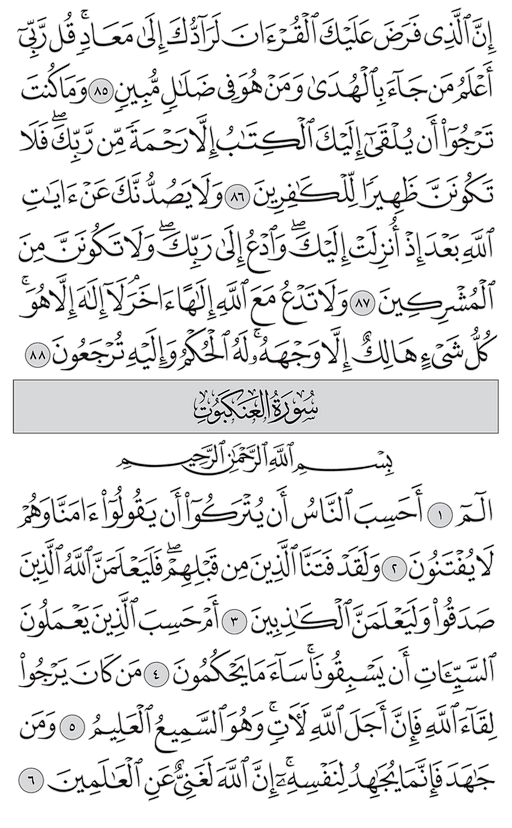 إِنَّ ٱلَّذِى فَرَضَ عَلَيْكَ ٱلْقُرْءَانَ لَرَآدُّكَ إِلَىٰ مَعَادٍۚ قُل رَّبِّىٓ
أَعْلَمُ مَن جَآءَ بِٱلْهُدَىٰ وَمَنْ هُوَ فِى ضَلَٰلٍ مُّبِينٍ ٨٥ وَمَا كُنتَ
تَرْجُوٓا۟ أَن يُلْقَىٰٓ إِلَيْكَ ٱلْكِتَٰبُ إِلَّا رَحْمَةً مِّن رَّبِّكَۖ فَلَا
تَكُونَنَّ ظَهِيرًا لِّلْكَٰفِرِينَ ٨٦ وَلَا يَصُدُّنَّكَ عَنْ ءَايَٰتِ
ٱللَّهِ بَعْدَ إِذْ أُنزِلَتْ إِلَيْكَۖ وَٱدْعُ إِلَىٰ رَبِّكَۖ وَلَا تَكُونَنَّ مِنَ
ٱلْمُشْرِكِينَ ٨٧ وَلَا تَدْعُ مَعَ ٱللَّهِ إِلَٰهًا ءَاخَرَۘ لَآ إِلَٰهَ إِلَّا هُوَۚ
كُلُّ شَىْءٍ هَالِكٌ إِلَّا وَجْهَهُۥۚ لَهُ ٱلْحُكْمُ وَإِلَيْهِ تُرْجَعُونَ ٨٨
سُورَةُ العَنكَبُوتِ
بِسْمِ ٱللَّهِ ٱلرَّحْمَٰنِ ٱلرَّحِيمِ
الٓمٓ ١ أَحَسِبَ ٱلنَّاسُ أَن يُتْرَكُوٓا۟ أَن يَقُولُوٓا۟ ءَامَنَّا وَهُمْ
لَا يُفْتَنُونَ ٢ وَلَقَدْ فَتَنَّا ٱلَّذِينَ مِن قَبْلِهِمْۖ فَلَيَعْلَمَنَّ ٱللَّهُ ٱلَّذِينَ
صَدَقُوا۟ وَلَيَعْلَمَنَّ ٱلْكَٰذِبِينَ ٣ أَمْ حَسِبَ ٱلَّذِينَ يَعْمَلُونَ
ٱلسَّيِّـَٔاتِ أَن يَسْبِقُونَاۚ سَآءَ مَا يَحْكُمُونَ ٤ مَن كَانَ يَرْجُوا۟
لِقَآءَ ٱللَّهِ فَإِنَّ أَجَلَ ٱللَّهِ لَـَٔاتٍۚ وَهُوَ ٱلسَّمِيعُ ٱلْعَلِيمُ ٥ وَمَن
جَٰهَدَ فَإِنَّمَا يُجَٰهِدُ لِنَفْسِهِۦٓۚ إِنَّ ٱللَّهَ لَغَنِىٌّ عَنِ ٱلْعَٰلَمِينَ ٦